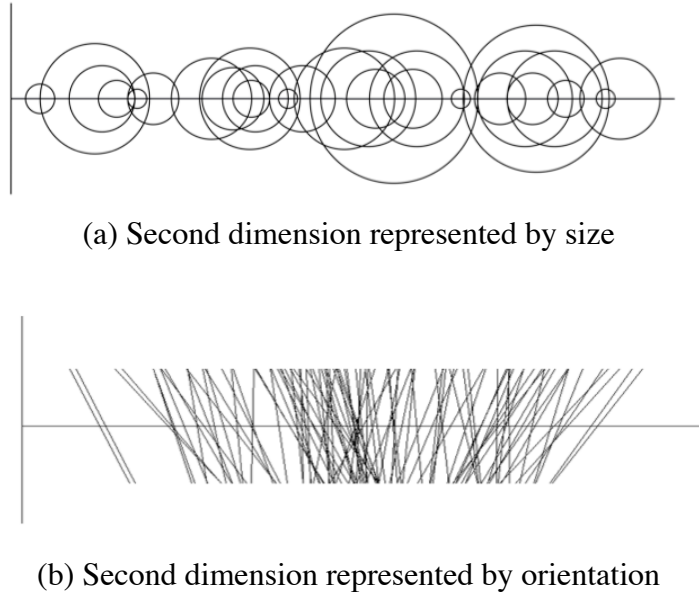 (a) Second dimension represented by size
(b) Second dimension represented by orientation